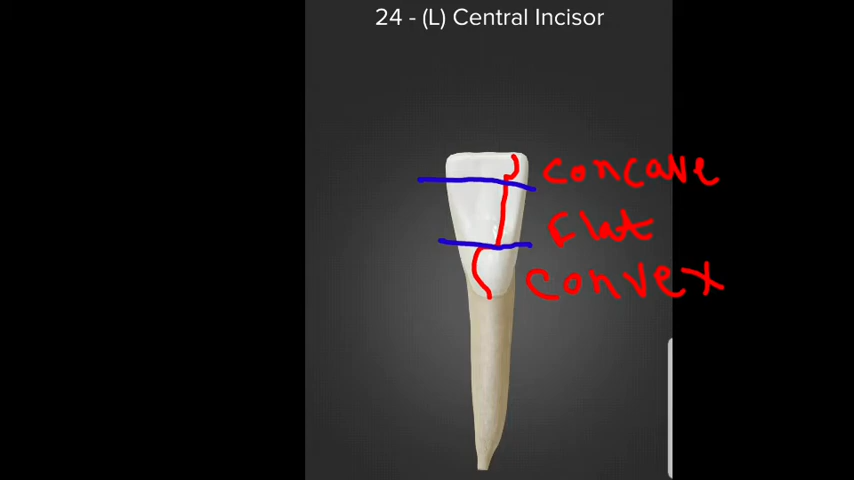 24 - (L) Central Incisor
concave
Flat
Convex